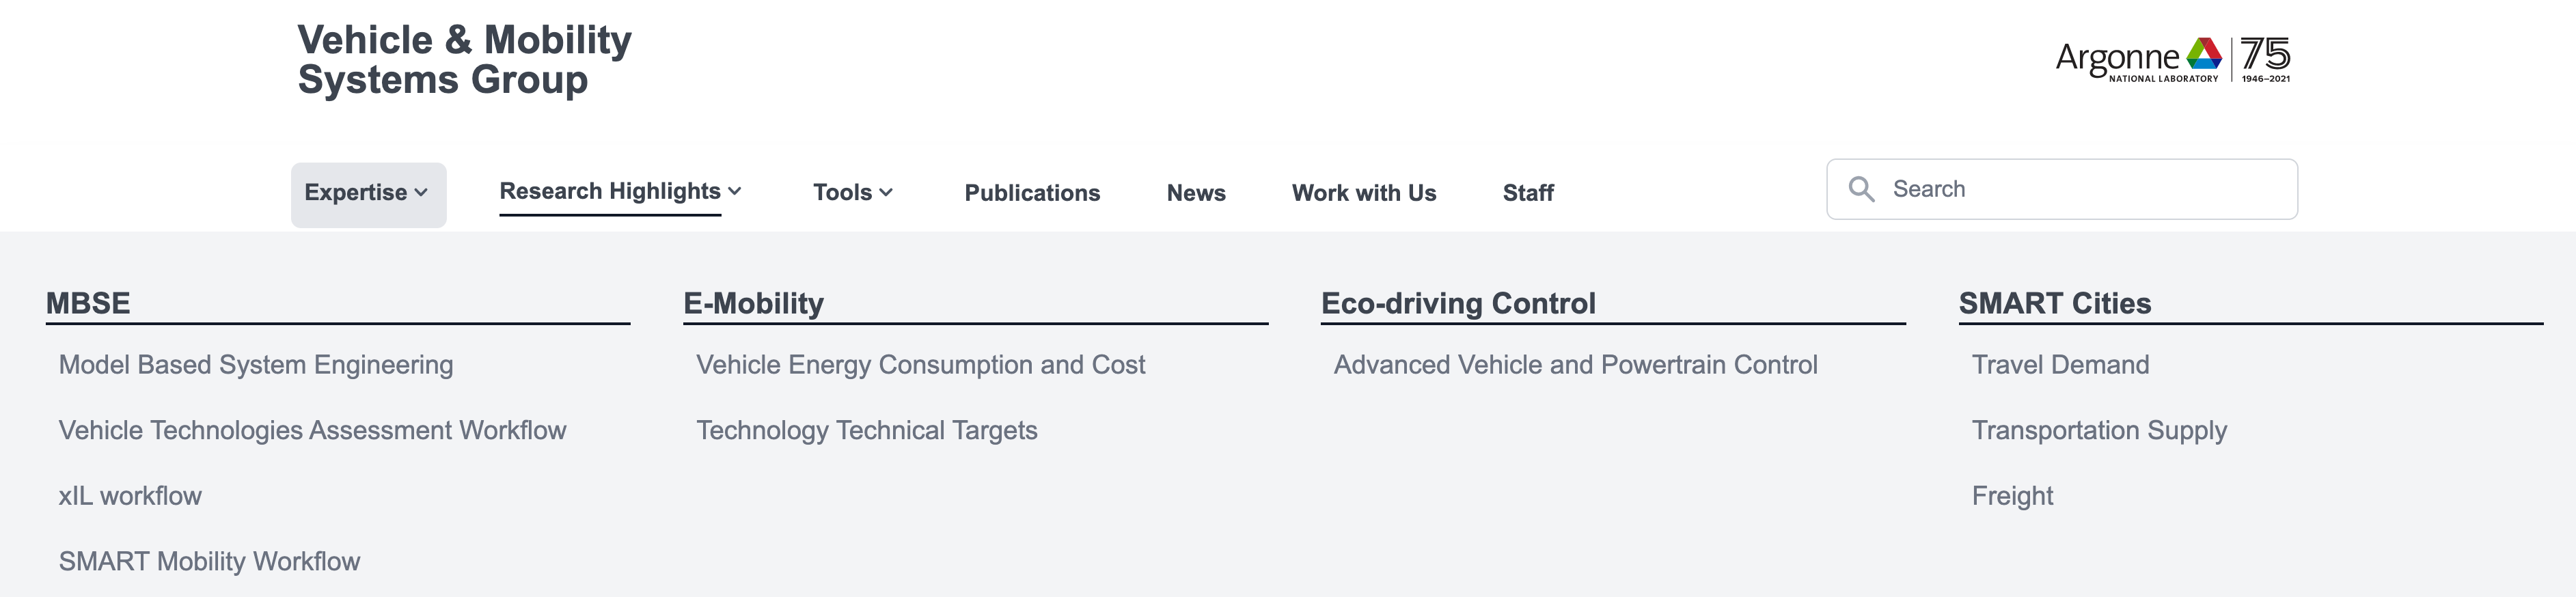 Vehicle & Mobility
Systems Group
Argonne
NATIONAL LABORATORY
75
1946–2021
Expertise
Research Highlights
Tools
Publications
News
Work with Us
Staff
Search
MBSE
Model Based System Engineering
Vehicle Technologies Assessment Workflow
xIL workflow
SMART Mobility Workflow
E-Mobility
Vehicle Energy Consumption and Cost
Technology Technical Targets
Eco-driving Control
Advanced Vehicle and Powertrain Control
SMART Cities
Travel Demand
Transportation Supply
Freight